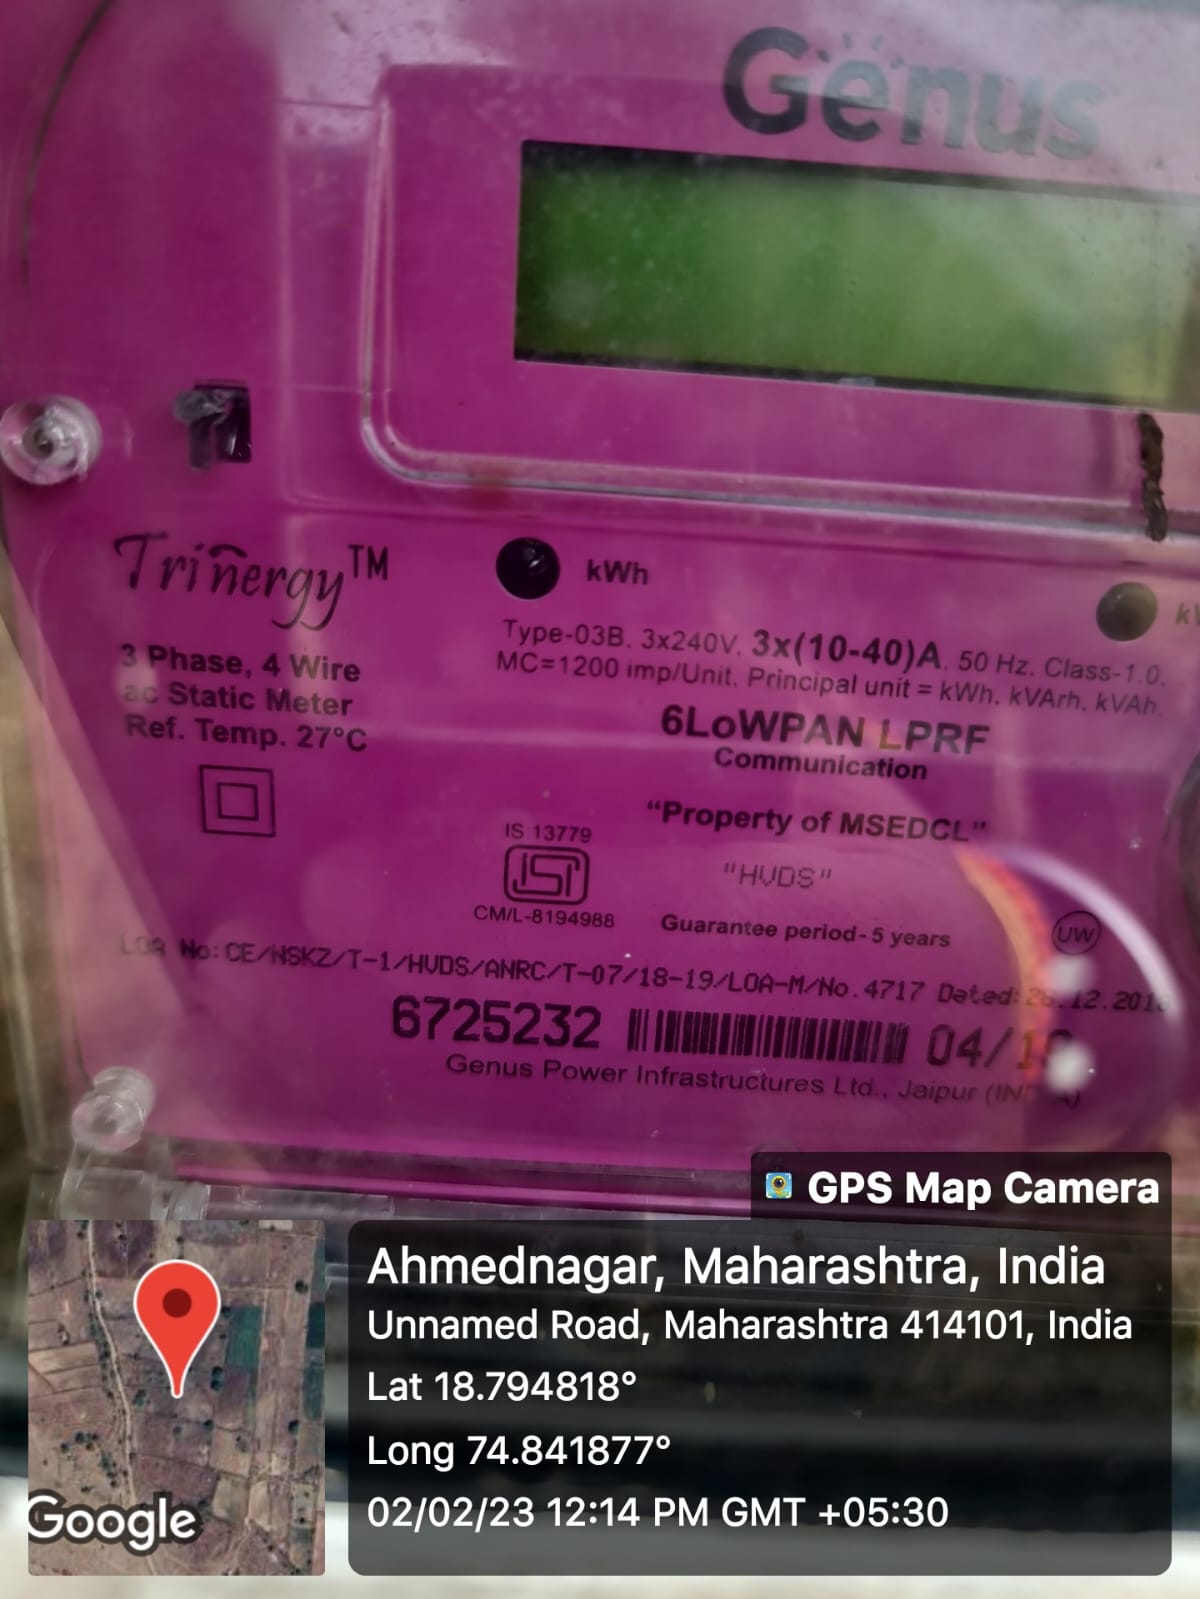 Genus
Trinergy™
kWh
3 Phase, 4 Wire
ac Static Meter
Ref. Temp. 27°C
Type-03B. 3x240V. 3x(10-40)A. 50 Hz. Class-1.0.
MC=1200 imp/Unit. Principal unit = kWh, kVArh, kVAh.
6LoWPAN LPRF
Communication
"Property of MSEDCL"
"HVDS"
IS 13779
ISI
CM/L-8194988
Guarantee period- 5 years
UW
LOA No: CE/NSKZ/T-1/HVDS/ANRC/T-07/18-19/LOA-M/No.4717 Dated:
6725232
Genus Power Infrastructures Ltd., Jaipur
GPS Map Camera
Ahmednagar, Maharashtra, India
Unnamed Road, Maharashtra 414101, India
Lat 18.794818°
Long 74.841877°
02/02/23 12:14 PM GMT +05:30
Google